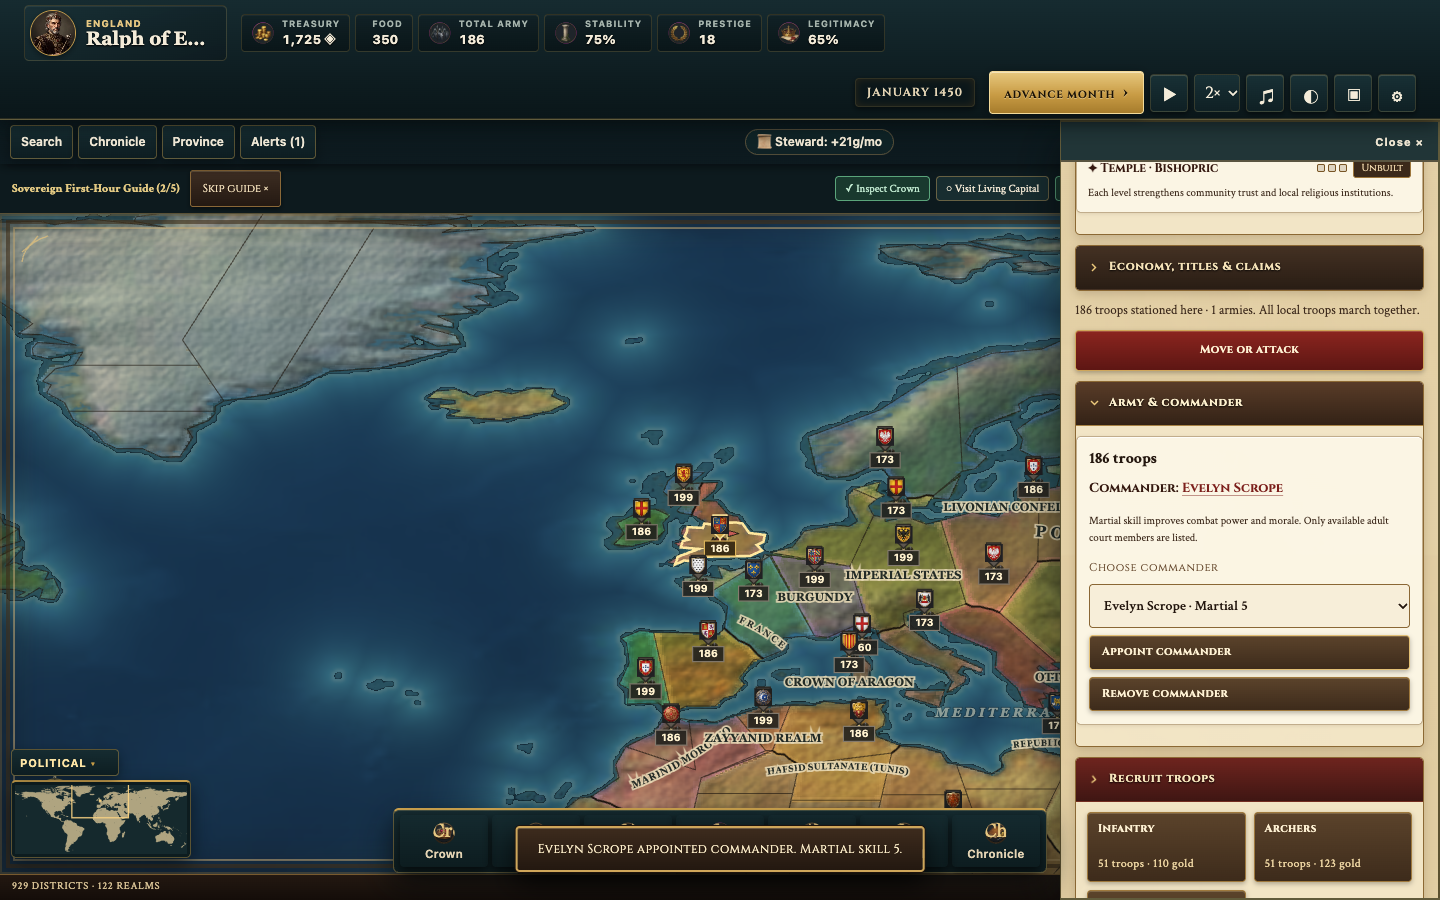 ENGLAND
Ralph of E...
TREASURY
1,725
FOOD
350
TOTAL ARMY
186
STABILITY
75%
PRESTIGE
18
LEGITIMACY
65%
JANUARY 1450
ADVANCE MONTH ›
2×
Search
Chronicle
Province
Alerts (1)
Steward: +21g/mo
Close ×
Sovereign First-Hour Guide (2/5)
SKIP GUIDE ×
✓ Inspect Crown
○ Visit Living Capital
✦ TEMPLE · BISHOPRIC
UNBUILT
Each level strengthens community trust and local religious institutions.
ECONOMY, TITLES & CLAIMS
186 troops stationed here · 1 armies. All local troops march together.
MOVE OR ATTACK
ARMY & COMMANDER
186 troops
COMMANDER: EVELYN SCROPE
Martial skill improves combat power and morale. Only available adult
court members are listed.
CHOOSE COMMANDER
Evelyn Scrope · Martial 5
APPOINT COMMANDER
REMOVE COMMANDER
RECRUIT TROOPS
INFANTRY
51 troops · 110 gold
ARCHERS
51 troops · 123 gold
173
199
186
173
LIVONIAN CONFE
186
186
199
PO
199
173
199
IMPERIAL STATES
173
BURGUNDY
173
FRANCE
186
60
173
199
CROWN OF ARAGON
OT
199
186
MEDITERRA
17
186
ZAYYANID REALM
MARINID MOROCCO
REPUBLI
HAFSID SULTANATE (TUNIS)
POLITICAL
Crown
EVELYN SCROPE APPOINTED COMMANDER. MARTIAL SKILL 5.
Chronicle
929 DISTRICTS · 122 REALMS